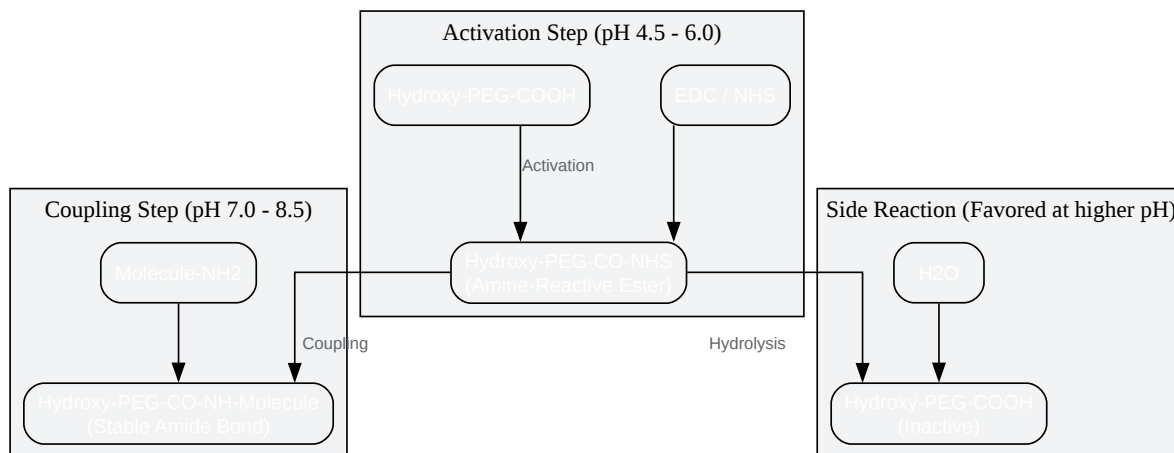 Activation Step (pH 4.5 - 6.0)
Hydroxy-PEG-COOH
EDC / NHS
Activation
Coupling Step (pH 7.0 - 8.5)
Side Reaction (Favored at higher pH)
Molecule-NH2
Hydroxy-PEG-CO-NHS
(Amine-Reactive Ester)
H2O
Coupling
Hydrolysis
Hydroxy-PEG-CO-NH-Molecule
(Stable Amide Bond)
Hydroxy-PEG-COOH
(Inactive)